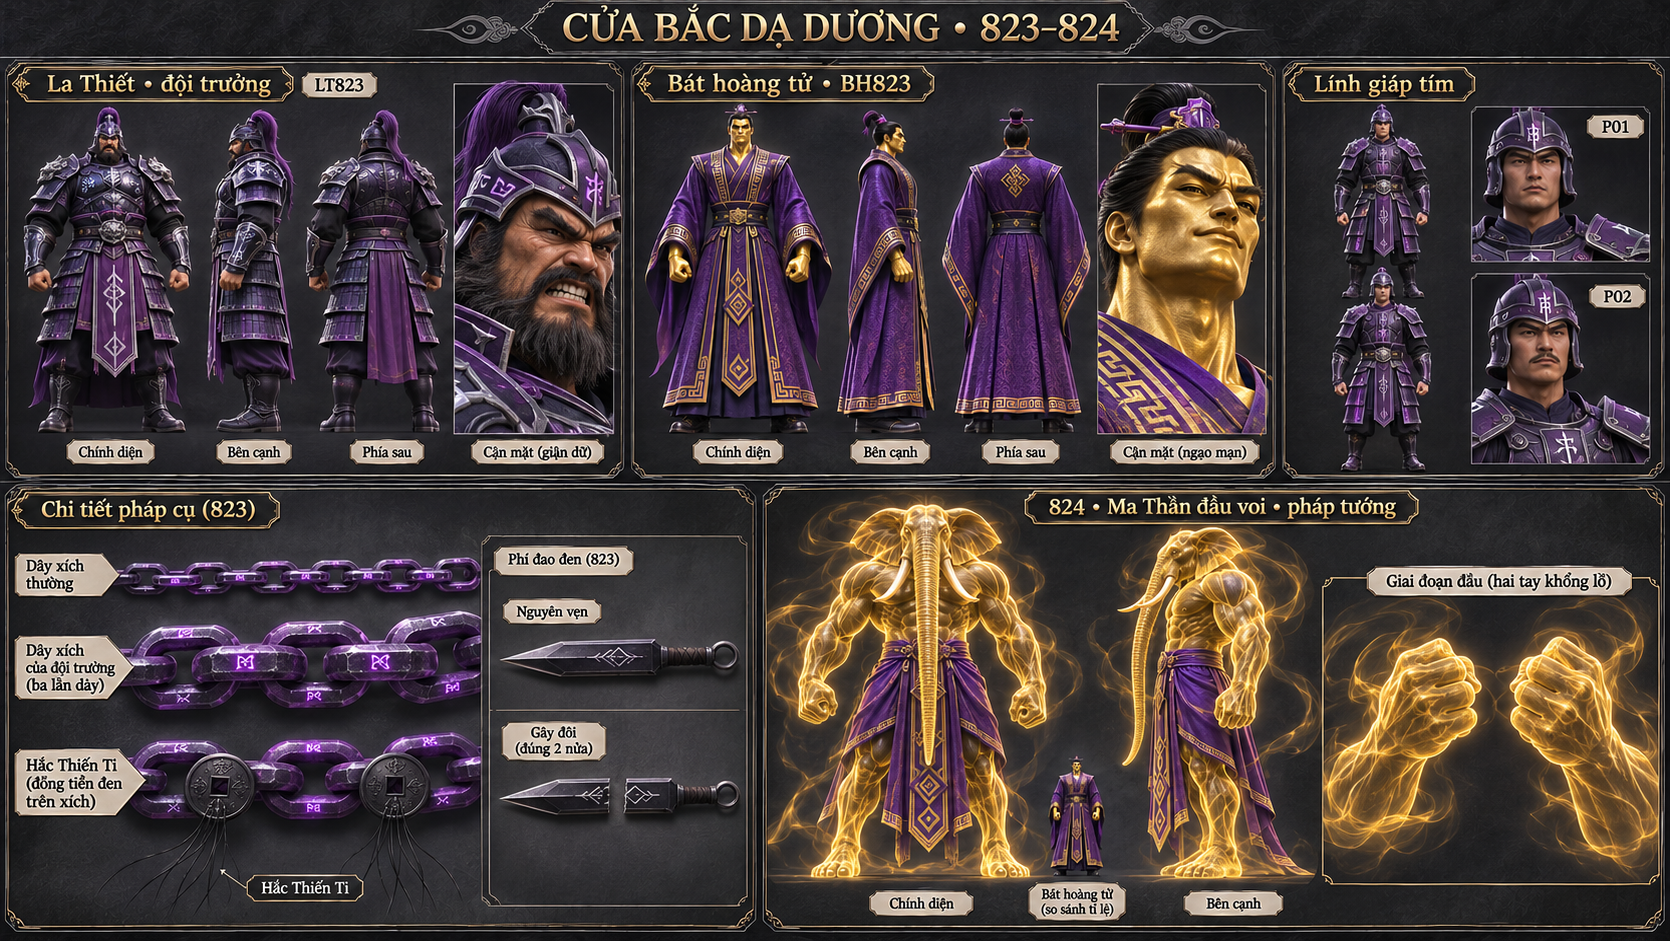 CỬA BẮC DẠ DƯƠNG • 823-824
La Thiết • đội trưởng
LT823
Chính diện
Bên cạnh
Phía sau
Cận mặt (giận dữ)
Bát hoàng tử • BH823
Chính diện
Bên cạnh
Phía sau
Cận mặt (ngạo mạn)
Lính giáp tím
P01
P02
Chi tiết pháp cụ (823)
Dây xích
thường
Dây xích
của đội trưởng
(ba lần dày)
Hắc Thiến Ti
(đồng tiền đen
trên xích)
Hắc Thiến Ti
Phí đao đen (823)
Nguyên vẹn
Gãy đôi
(đúng 2 nửa)
824 • Ma Thần đầu voi • pháp tướng
Chính diện
Bát hoàng tử
(so sánh tỉ lệ)
Bên cạnh
Giai đoạn đầu (hai tay khổng lồ)